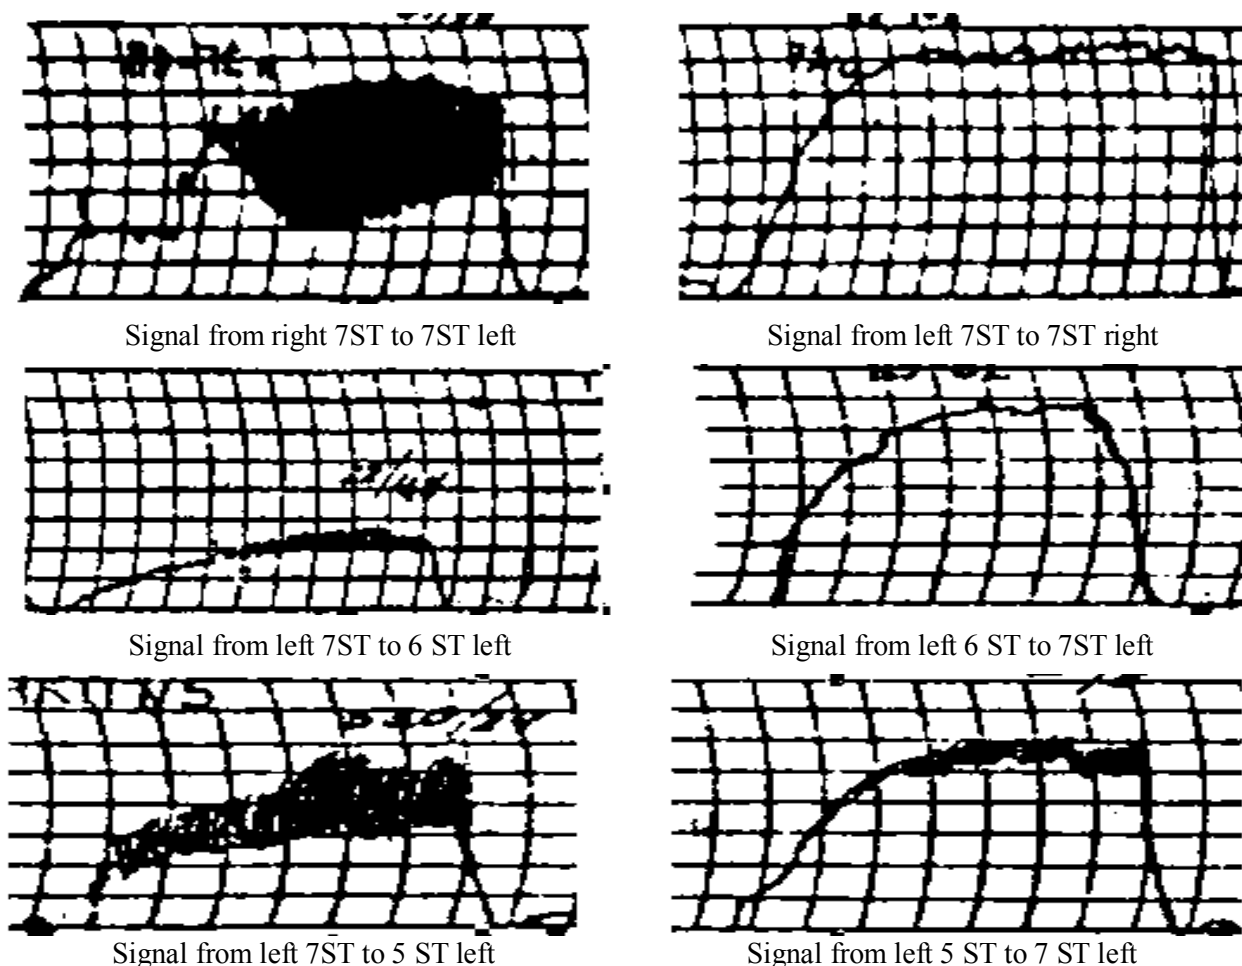 Signal from right 7ST to 7ST left
Signal from left 7ST to 7ST right
Signal from left 7ST to 6 ST left
Signal from left 6 ST to 7ST left
Signal from left 7ST to 5 ST left
Signal from left 5 ST to 7 ST left